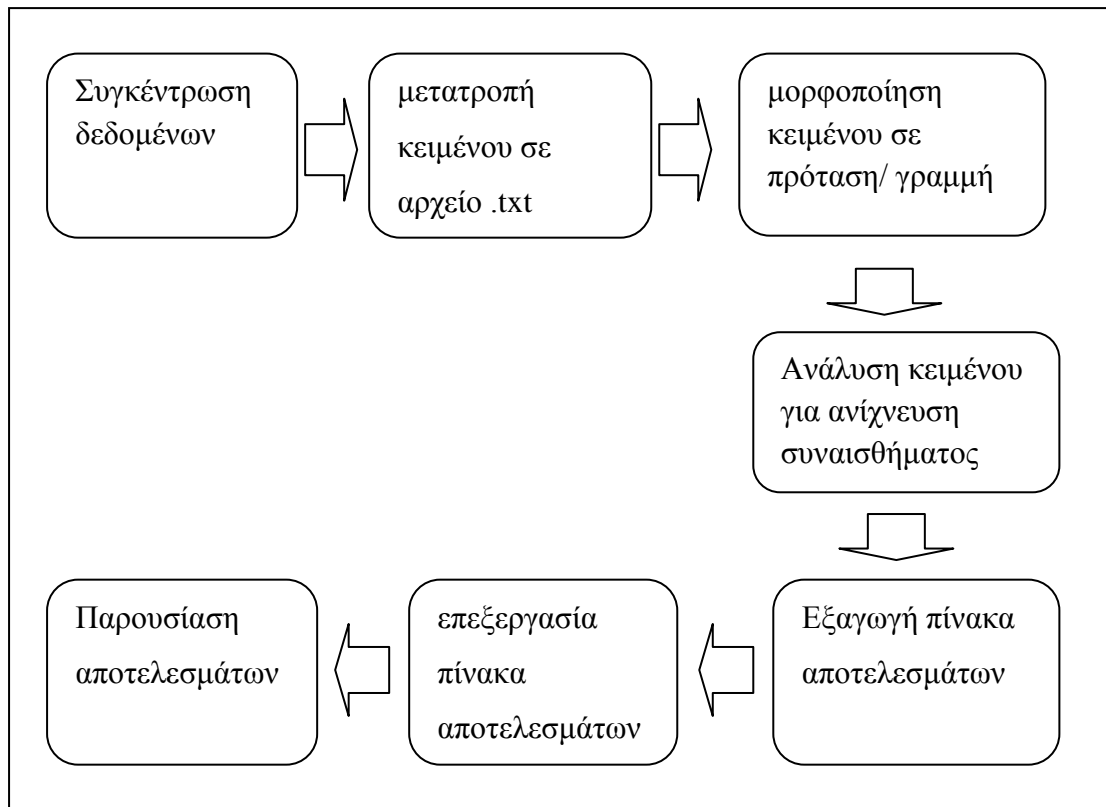 Συγκέντρωση
δεδομένων
μετατροπή
κειμένου σε
αρχείο .txt
μορφοποίηση
κειμένου σε
πρόταση/ γραμμή
Ανάλυση κειμένου
για ανίχνευση
συναισθήματος
Εξαγωγή πίνακα
αποτελεσμάτων
επεξεργασία
πίνακα
αποτελεσμάτων
Παρουσίαση
αποτελεσμάτων